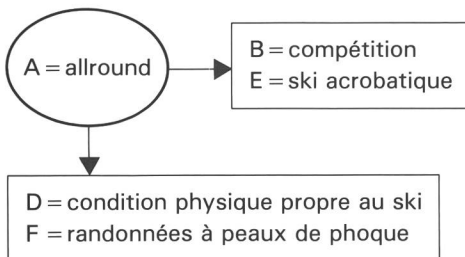 A = allround
B = compétition
E = ski acrobatique
D = condition physique propre au ski
F = randonnées à peaux de phoque